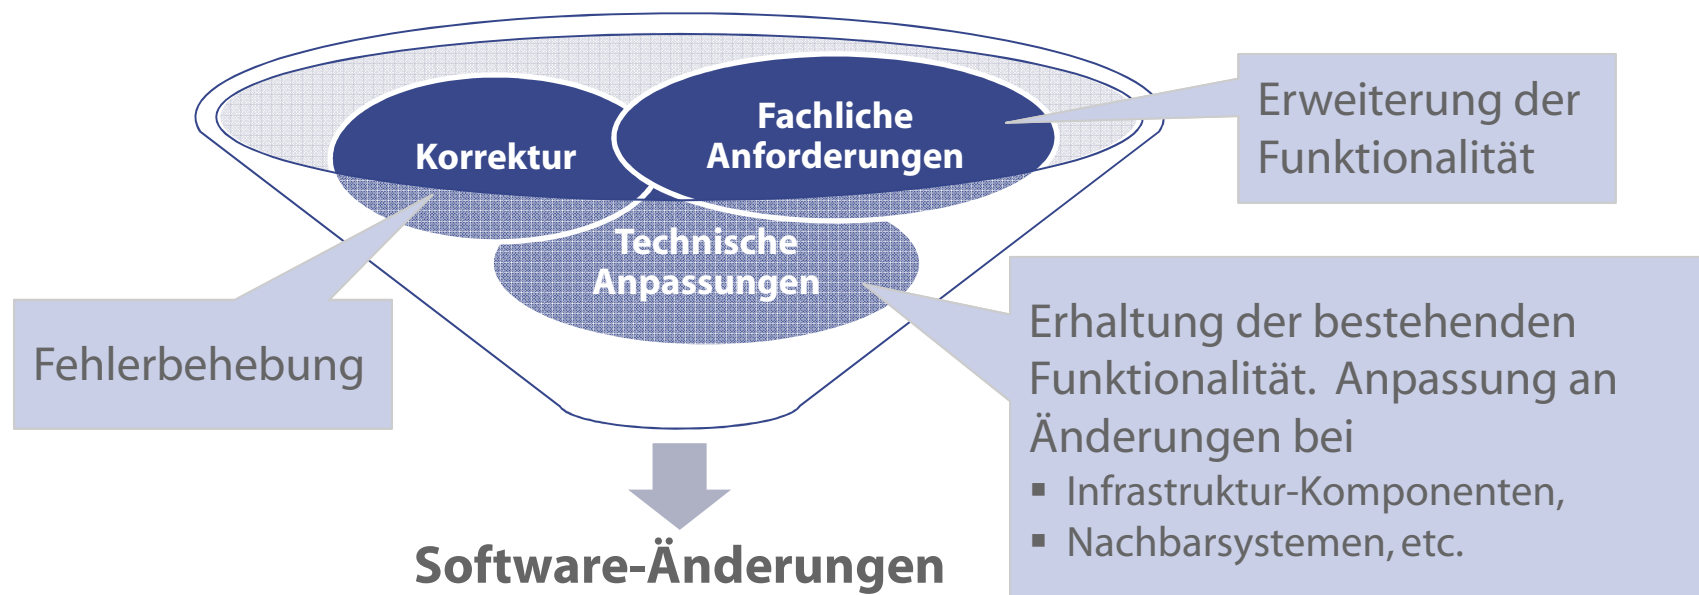 Fachliche
Anforderungen
Korrektur
Technische
Anpassungen
Erweiterung der
Funktionalität
Fehlerbehebung
Erhaltung der bestehenden
Funktionalität. Anpassung an
Änderungen bei
▪ Infrastruktur-Komponenten,
▪ Nachbarsystemen, etc.
Software-Änderungen